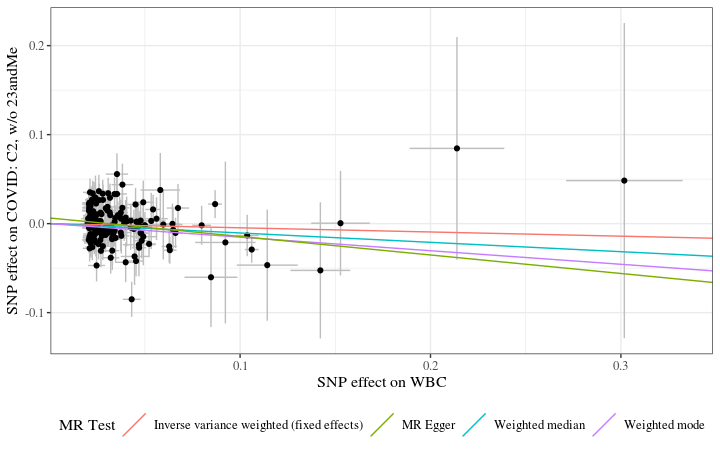 0.2
0.1
0.0
-0.1
SNP effect on COVID: C2, w/o 23andMe
0.1 0.2 0.3
SNP effect on WBC
MR Test Inverse variance weighted (fixed effects) MR Egger Weighted median Weighted mode